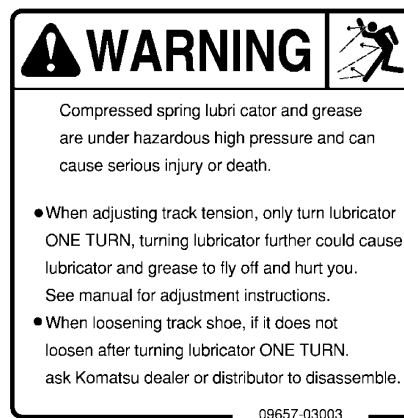 WARNING
Compressed spring lubri cator and grease
are under hazardous high pressure and can
cause serious injury or death.
●When adjusting track tension, only turn lubricator
ONE TURN, turning lubricator further could cause
lubricator and grease to fly off and hurt you.
See manual for adjustment instructions.
●When loosening track shoe, if it does not
loosen after turning lubricator ONE TURN.
ask Komatsu dealer or distributor to disassemble.
09657-03003